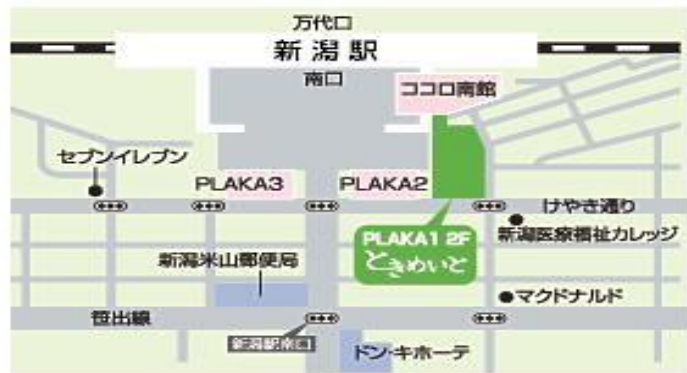 万代口
新潟駅
南口
ココロ南館
セブンイレブン
PLAKA3
PLAKA2
けやき通り
PLAKA1 2F
ときめいと
新潟医療福祉カレッジ
新潟米山郵便局
マクドナルド
笹出線
新潟駅南口
ドン・キホーテ